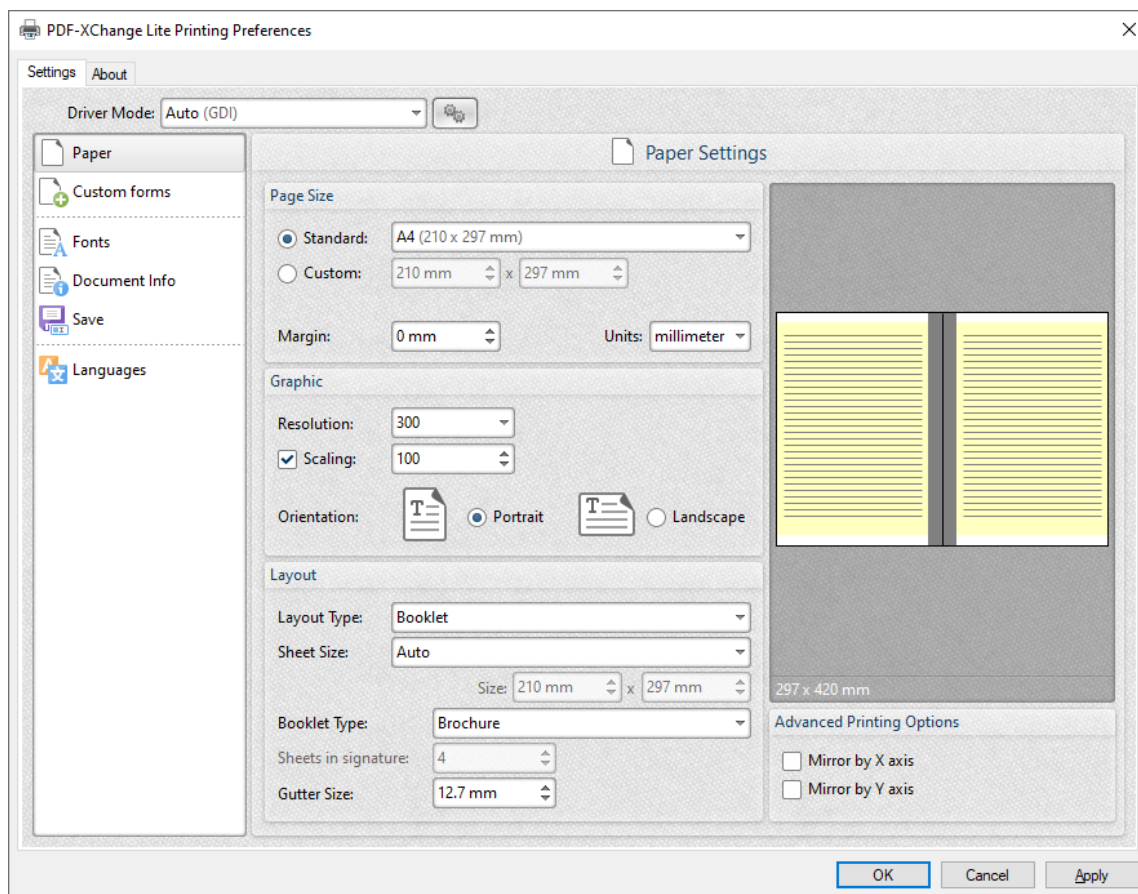 PDF-XChange Lite Printing Preferences
Settings About
Driver Mode: Auto (GDI)
Paper
Custom forms
Fonts
Document Info
Save
Languages
Paper Settings
Page Size
Standard: A4 (210 x 297 mm)
Custom: 210 mm x 297 mm
Margin: 0 mm Units: millimeter
Graphic
Resolution: 300
Scaling: 100
Orientation: T Portrait T Landscape
Layout
Layout Type: Booklet
Sheet Size: Auto
Size: 210 mm x 297 mm
Booklet Type: Brochure
Sheets in signature: 4
Gutter Size: 12.7 mm
297 x 420 mm
Advanced Printing Options
Mirror by X axis
Mirror by Y axis
OK Cancel Apply